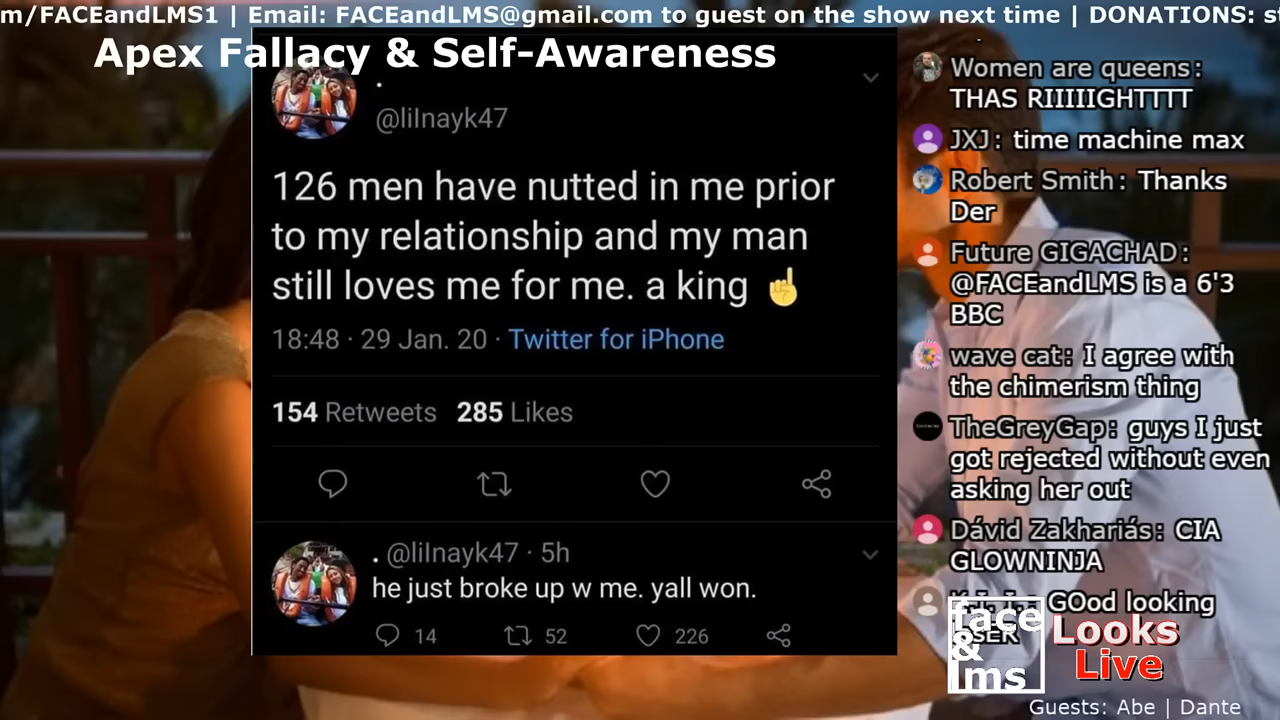 m/FACEandLMS1 | Email: FACEandLMS@gmail.com to guest on the show next time | DONATIONS:
Apex Fallacy & Self-Awareness
.
@lilnayk47
126 men have nutted in me prior
to my relationship and my man
still loves me for me. a king ☝
18:48 · 29 Jan. 20 · Twitter for iPhone
154 Retweets 285 Likes
. @lilnayk47 · 5h
he just broke up w me. yall won.
14 52 226
Women are queens:
THAS RIIIIIGHTTTT
JXJ: time machine max
Robert Smith: Thanks
Der
Future GIGACHAD:
@FACEandLMS is a 6'3
BBC
wave cat: I agree with
the chimerism thing
TheGreyGap: guys I just
got rejected without even
asking her out
Dávid Zakhariás: CIA
GLOWNINJA
GOod looking
face
& 
lms
Looks
Live
Guests: Abe | Dante